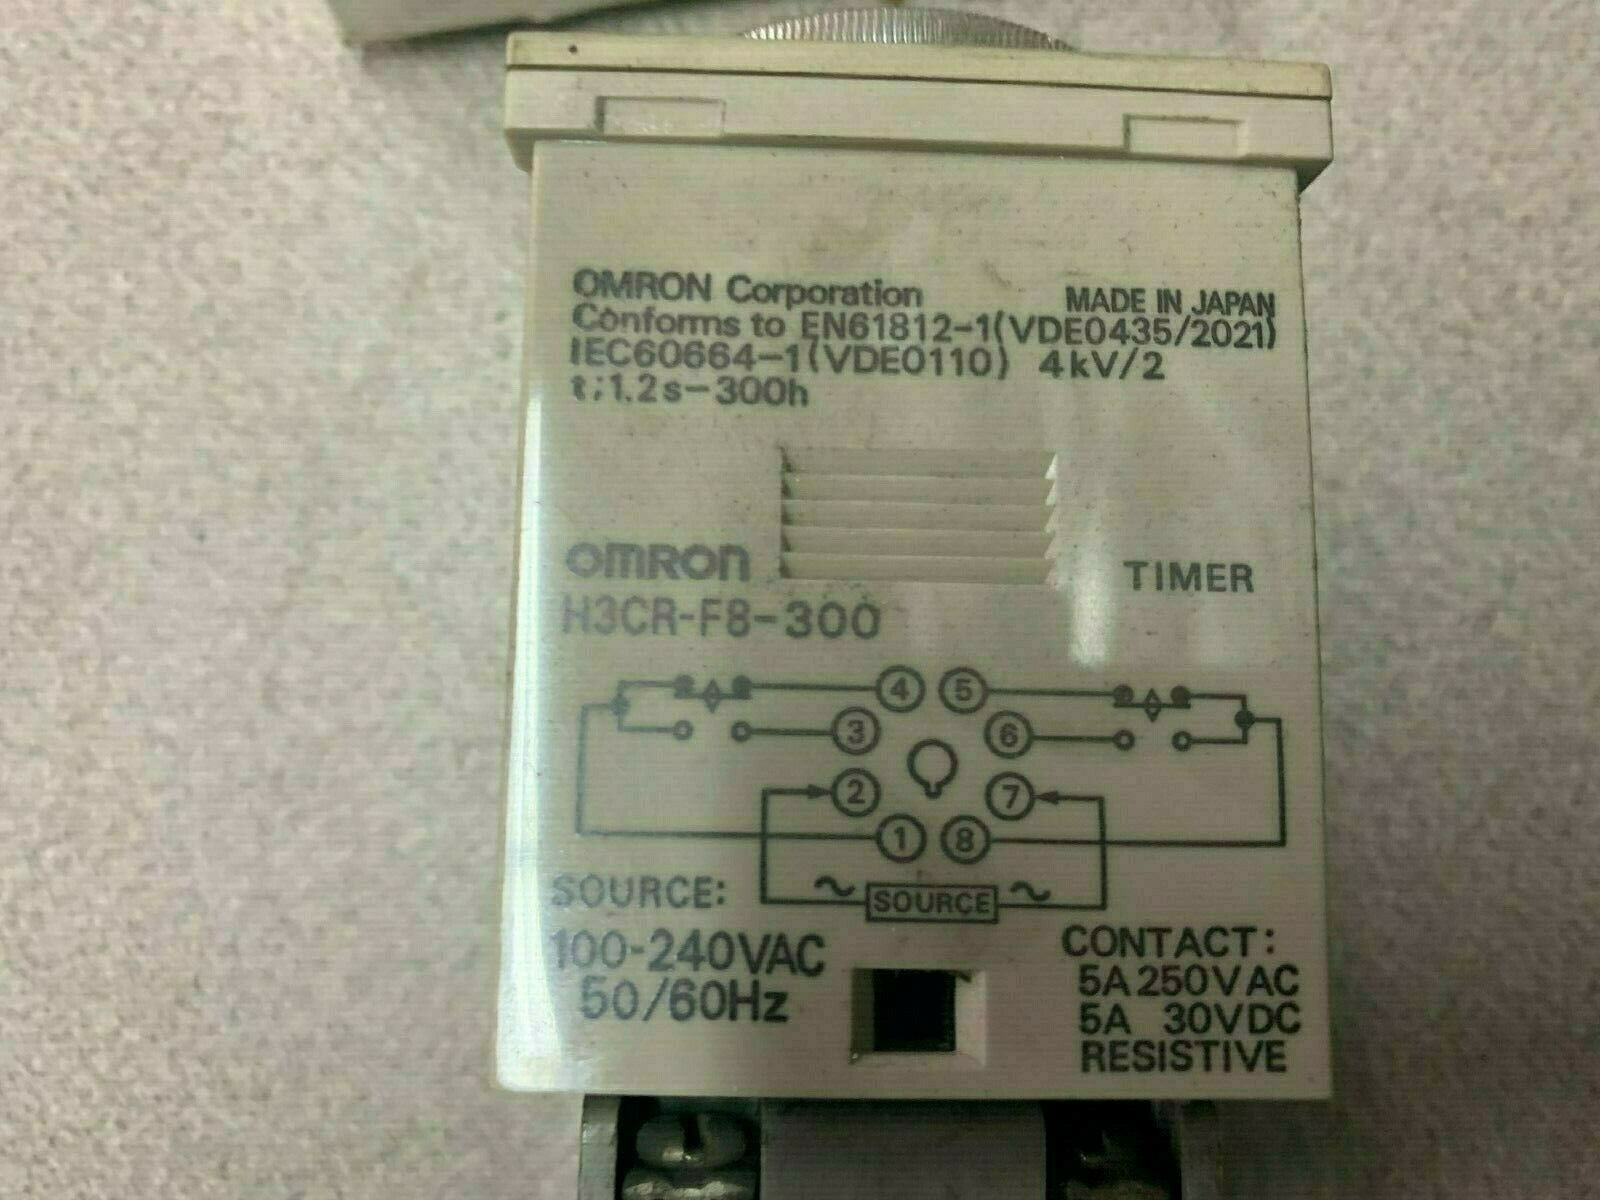 OMRON Corporation MADE IN JAPAN
Conforms to EN61812-1(VDE0435/2021)
IEC60664-1(VDE0110) 4kV/2
t;1.2s-300h
OMRON TIMER
H3CR-F8-300
4 5
3 6
2 7
1 8
SOURCE: ~ SOURCE ~
100-240VAC
50/60Hz
CONTACT:
5A 250VAC
5A 30VDC
RESISTIVE